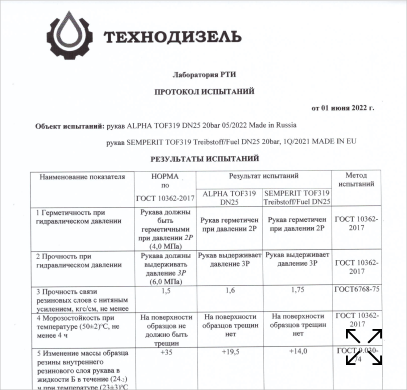 ТЕХНОДИЗЕЛЬ
Лаборатория РТИ
ПРОТОКОЛ ИСПЫТАНИЙ
от 01 июня 2022 г.
Объект испытаний: рукав ALPHA TOF319 DN25 20bar 05/2022 Made in Russia
рукав SEMPERIT TOF319 Treibstoff/Fuel DN25 20bar, 1Q/2021 MADE IN EU
РЕЗУЛЬТАТЫ ИСПЫТАНИЙ
Наименование показателя
НОРМА
по
ГОСТ 10362-2017
Результат испытаний
ALPHA TOF319
DN25
SEMPERIT TOF319
Treibstoff/Fuel DN25
Метод
испытаний
1 Герметичность при
гидравлическом давлении
Рукава должны
быть
герметичными
при давлении 2Р
(4,0 МПа)
Рукав герметичен
при давлении 2Р
Рукав герметичен
при давлении 2Р
ГОСТ 10362-
2017
2 Прочность при
гидравлическом давлении
Рукава должны
выдерживать
давление 3Р
(6,0 МПа)
Рукав выдерживает
давление 3Р
Рукав выдерживает
давление 3Р
ГОСТ 10362-
2017
3 Прочность связи
резиновых слоев с нитяным
усилением, кгс/см, не менее
1,5
1,6
1,75
ГОСТ6768-75
4 Морозостойкость при
температуре (50±2)°С, не
менее 4 ч
На поверхности
образцов не
должно быть
трещин
На поверхности
образцов трещин
нет
На поверхности
образцов трещин
нет
ГОСТ 10362-
2017
5 Изменение массы образца
резины внутреннего
резинового слоя рукава в
жидкости Б в течение (24±)
ч при температуре (23±3)°С
+35
+19,5
+14,0
ГОСТ 9.030-
74